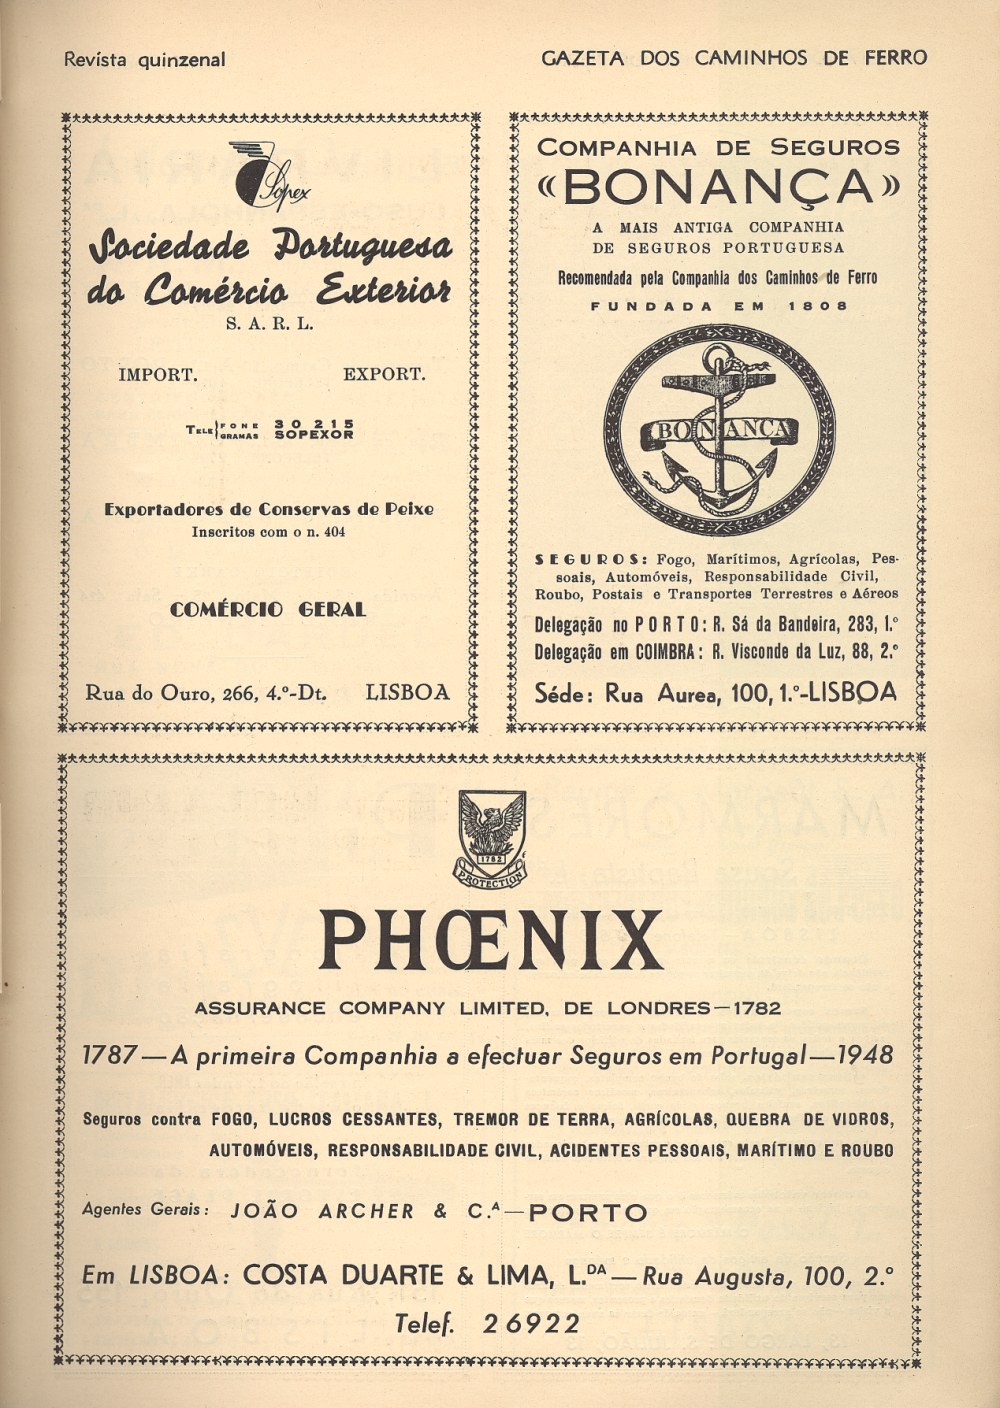 Revista quinzenal
GAZETA DOS CAMINHOS DE FERRO
Sopex
Sociedade Portuguesa
do Comércio Exterior
S. A. R. L.
IMPORT. EXPORT.
TELE FONE 30 215
GRAMAS SOPEXOR
Exportadores de Conservas de Peixe
Inscritos com o n. 404
COMÉRCIO GERAL
Rua do Ouro, 266, 4.º-Dt. LISBOA
COMPANHIA DE SEGUROS
«BONANÇA»
A MAIS ANTIGA COMPANHIA
DE SEGUROS PORTUGUESA
Recomendada pela Companhia dos Caminhos de Ferro
FUNDADA EM 1808
BONANÇA
SEGUROS: Fogo, Marítimos, Agrícolas, Pes-
soais, Automóveis, Responsabilidade Civil,
Roubo, Postais e Transportes Terrestres e Aéreos
Delegação no PORTO: R. Sá da Bandeira, 283, 1.º
Delegação em COIMBRA: R. Visconde da Luz, 88, 2.º
Séde: Rua Aurea, 100, 1.º-LISBOA
1782
PROTECTION
PHŒNIX
ASSURANCE COMPANY LIMITED, DE LONDRES—1782
1787—A primeira Companhia a efectuar Seguros em Portugal—1948
Seguros contra FOGO, LUCROS CESSANTES, TREMOR DE TERRA, AGRÍCOLAS, QUEBRA DE VIDROS,
AUTOMÓVEIS, RESPONSABILIDADE CIVIL, ACIDENTES PESSOAIS, MARÍTIMO E ROUBO
Agentes Gerais: JOÃO ARCHER & C.ᴬ—PORTO
Em LISBOA: COSTA DUARTE & LIMA, L.ᴰᴬ—Rua Augusta, 100, 2.º
Telef. 26922